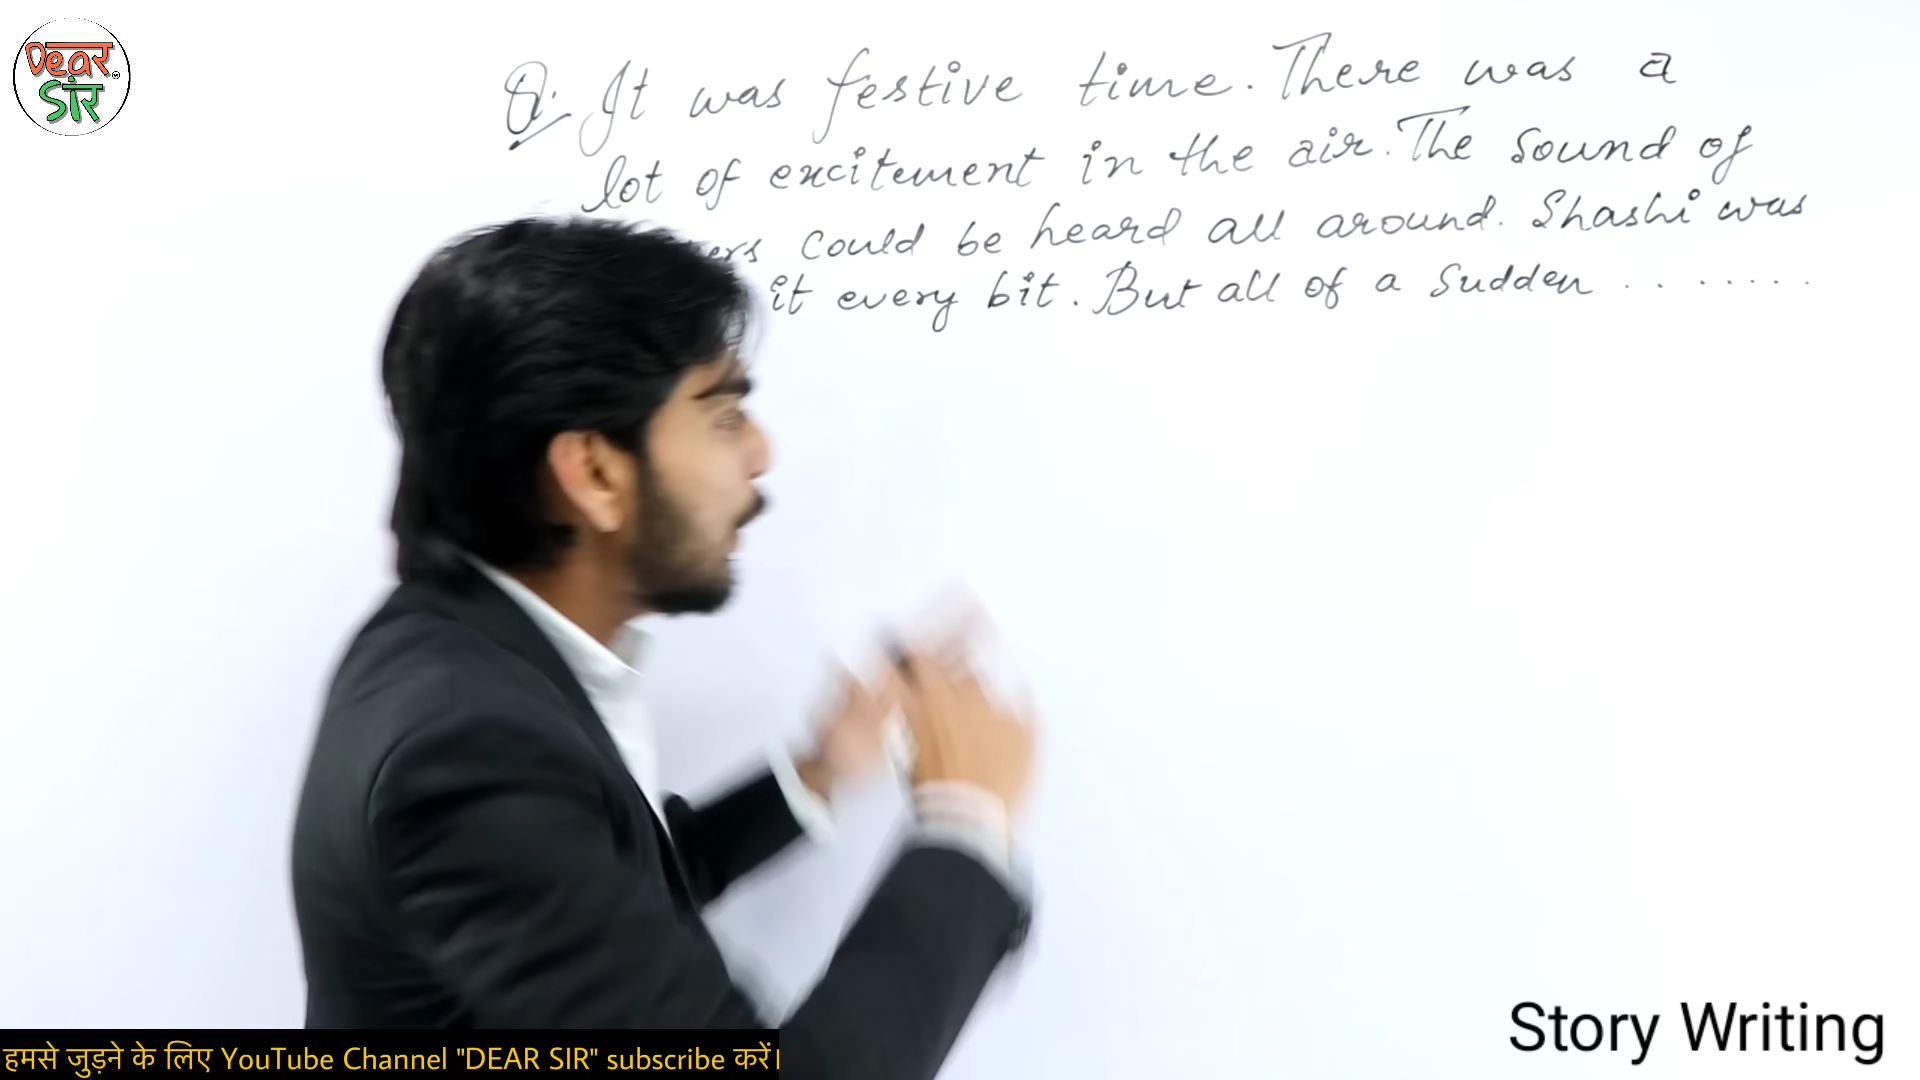 Dear
Sir
Q. It was festive time. There was a
lot of excitement in the air. The sound of
could be heard all around. Shashi was
it every bit. But all of a sudden ........
Story Writing
हमसे जुड़ने के लिए YouTube Channel "DEAR SIR" subscribe करें।